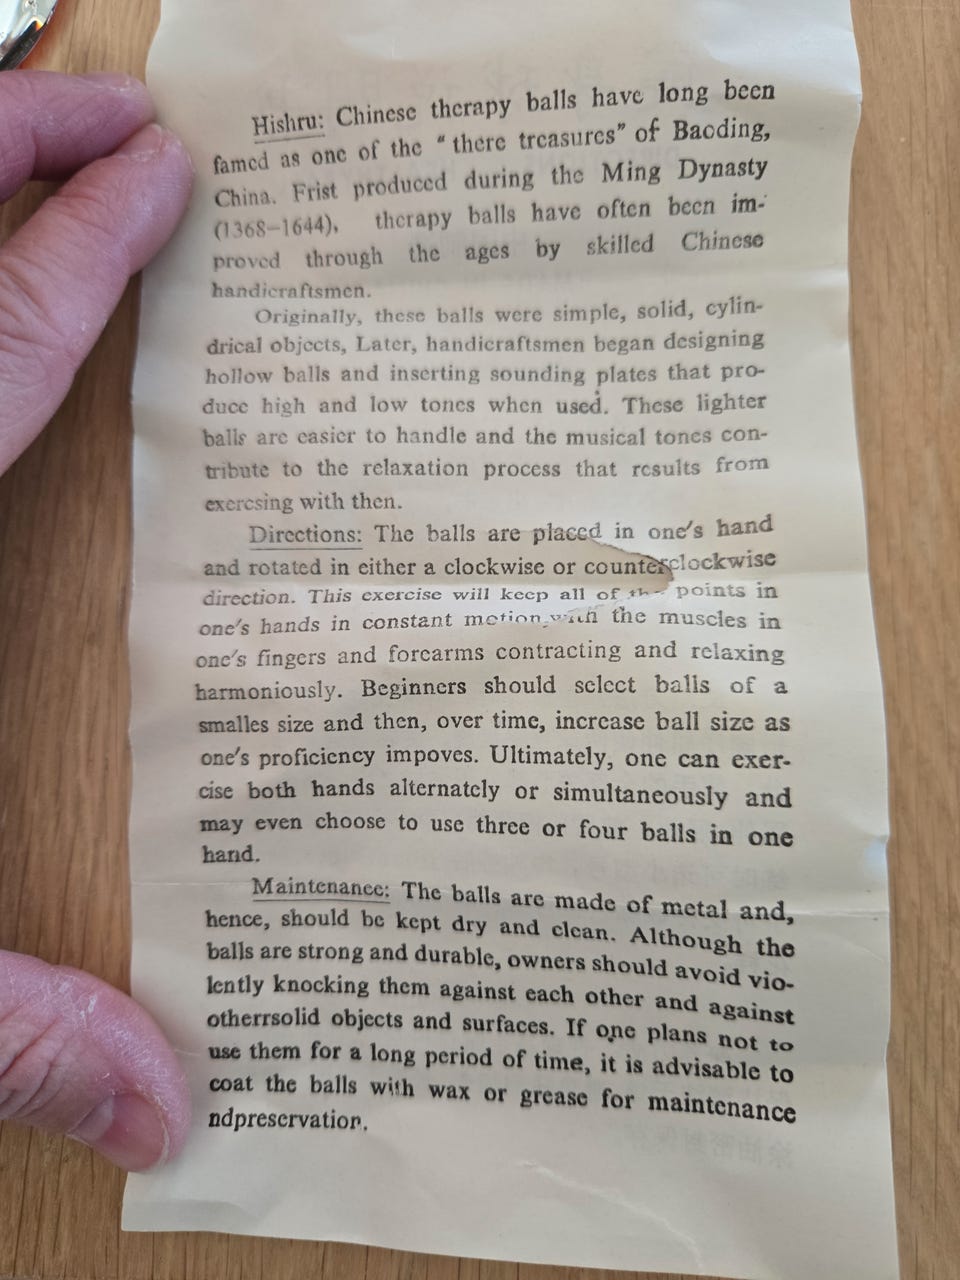 Hishru: Chinese therapy balls have long been
famed as one of the “there treasures” of Baoding,
China. Frist produced during the Ming Dynasty
(1368-1644), therapy balls have often been im-
proved through the ages by skilled Chinese
handicraftsmen.
Originally, these balls were simple, solid, cylin-
drical objects, Later, handicraftsmen began designing
hollow balls and inserting sounding plates that pro-
duce high and low tones when used. These lighter
balls are easier to handle and the musical tones con-
tribute to the relaxation process that results from
exercsing with then.
Directions: The balls are placed in one's hand
and rotated in either a clockwise or counterclockwise
direction. This exercise will keep all of the points in
one's hands in constant motion with the muscles in
one's fingers and forearms contracting and relaxing
harmoniously. Beginners should select balls of a
smalles size and then, over time, increase ball size as
one's proficiency impoves. Ultimately, one can exer-
cise both hands alternately or simultaneously and
may even choose to use three or four balls in one
hand.
Maintenance: The balls are made of metal and,
hence, should be kept dry and clean. Although the
balls are strong and durable, owners should avoid vio-
lently knocking them against each other and against
otherrsolid objects and surfaces. If one plans not to
use them for a long period of time, it is advisable to
coat the balls with wax or grease for maintenance
ndpreservation.